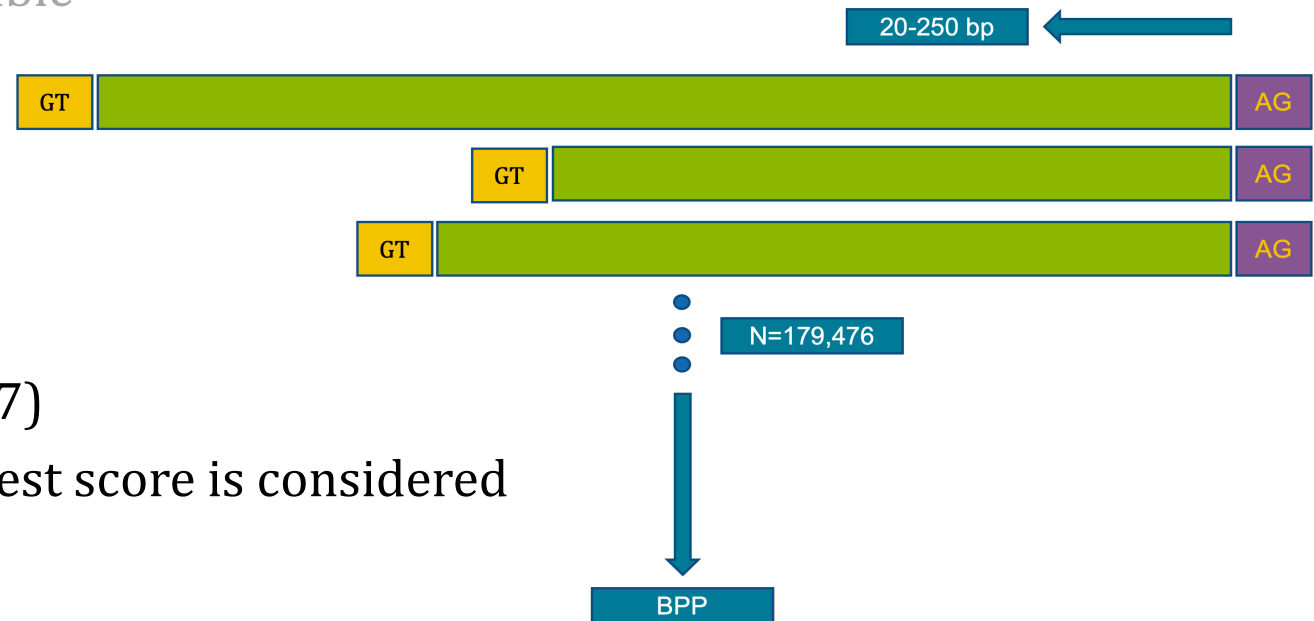 20-250 bp
GT AG
GT AG
GT AG
N=179,476
7)
est score is considered
BPP